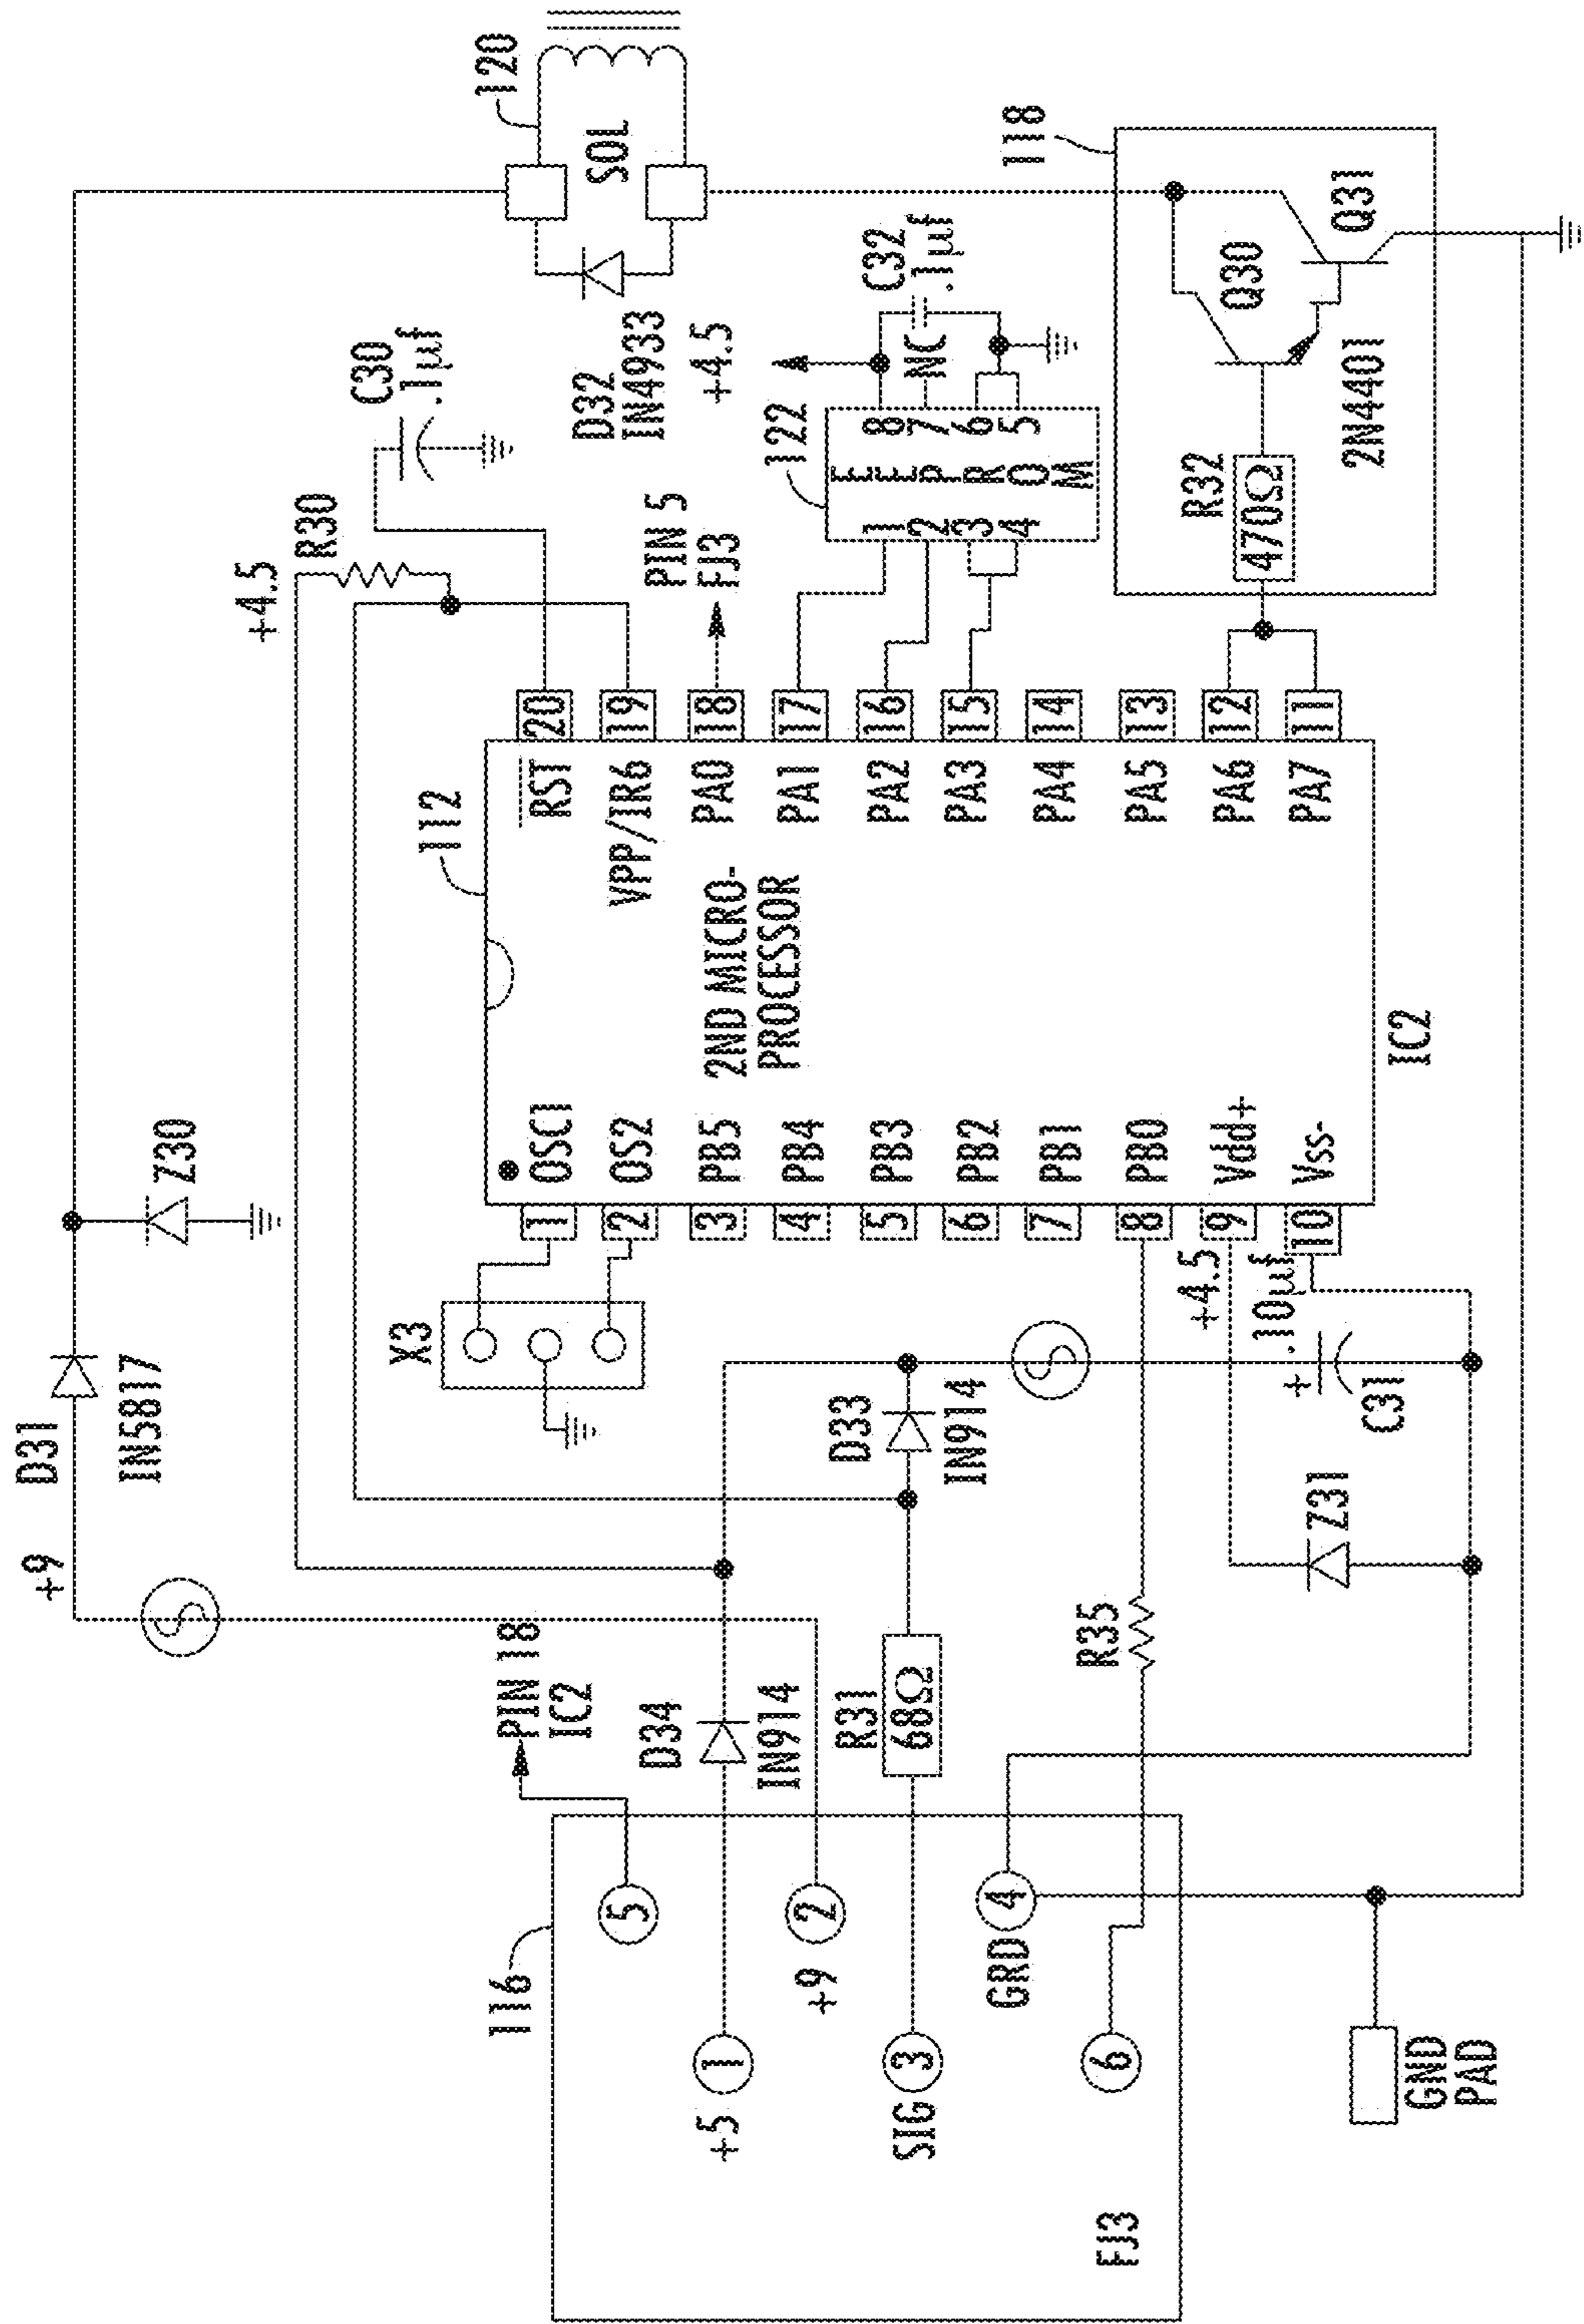 D31
IN5817
+9
Z30
+4.5
R30
C30
.1µf
120
SOL
D32
IN4933
116
5
PIN 18
IC2
+5
1
D34
IN914
+9
2
SIG
3
R31
68Ω
GRD
4
6
R35
FJ3
GND
PAD
X3
D33
IN914
+4.5
.10µf
+
C31
Z31
112
2ND MICRO-
PROCESSOR
IC2
1 OSC1
2 OS2
3 PB5
4 PB4
5 PB3
6 PB2
7 PB1
8 PB0
9 Vdd+
10 Vss-
RST 20
VPP/IR6 19
PA0 18
PA1 17
PA2 16
PA3 15
PA4 14
PA5 13
PA6 12
PA7 11
PIN 5
FJ3
+4.5
122
EEPROM
1
2
3
4
8
7
6
5
NC
C32
.1µf
118
R32
470Ω
Q30
2N4401
Q31